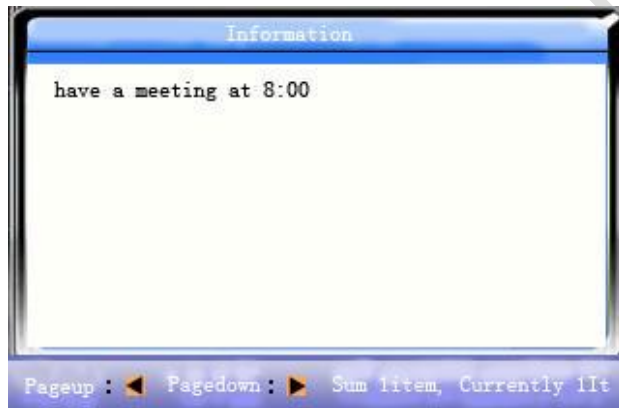 Information
have a meeting at 8:00
Pageup : Pagedown : Sum 1item, Currently 1It